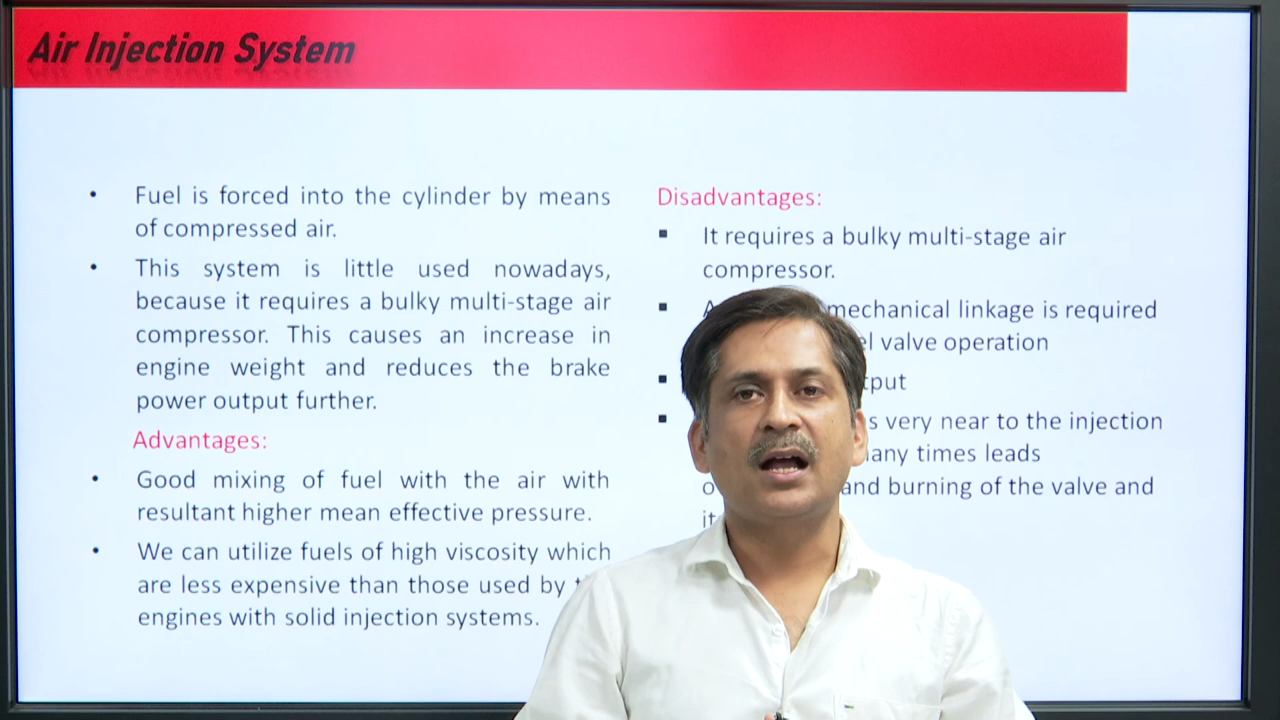 Air Injection System
• Fuel is forced into the cylinder by means
of compressed air.
• This system is little used nowadays,
because it requires a bulky multi-stage air
compressor. This causes an increase in
engine weight and reduces the brake
power output further.
Advantages:
• Good mixing of fuel with the air with
resultant higher mean effective pressure.
• We can utilize fuels of high viscosity which
are less expensive than those used by
engines with solid injection systems.
Disadvantages:
▪ It requires a bulky multi-stage air
compressor.
▪ mechanical linkage is required
valve operation
▪
▪ very near to the injection
many times leads
and burning of the valve and